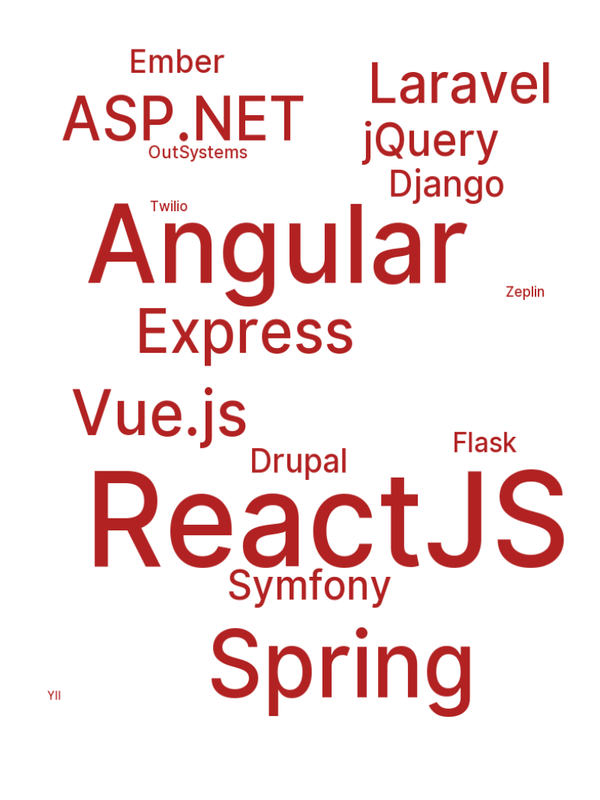 Ember
Laravel
ASP.NET
jQuery
OutSystems
Django
Twilio
Angular
Zeplin
Express
Vue.js
Flask
Drupal
ReactJS
Symfony
Spring
YII